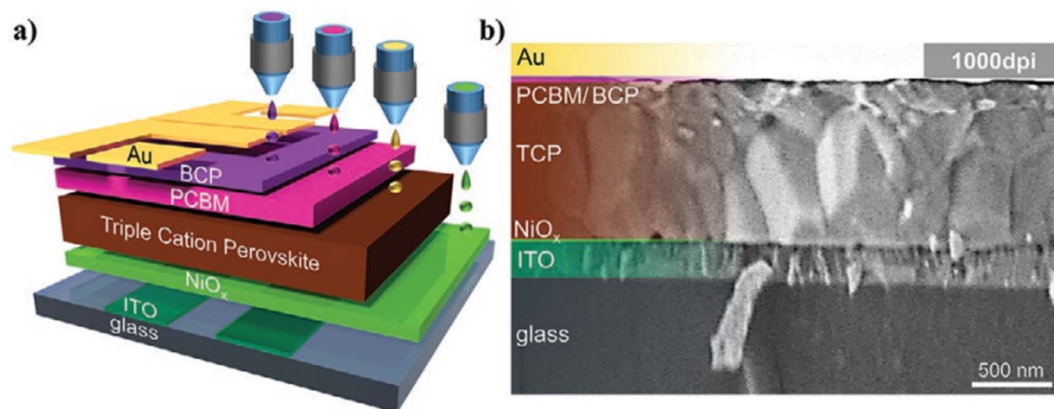 a)
Au
BCP
PCBM
Triple Cation Perovskite
NiOₓ
ITO
glass
b)
Au
1000dpi
PCBM/BCP
TCP
NiOₓ
ITO
glass
500 nm